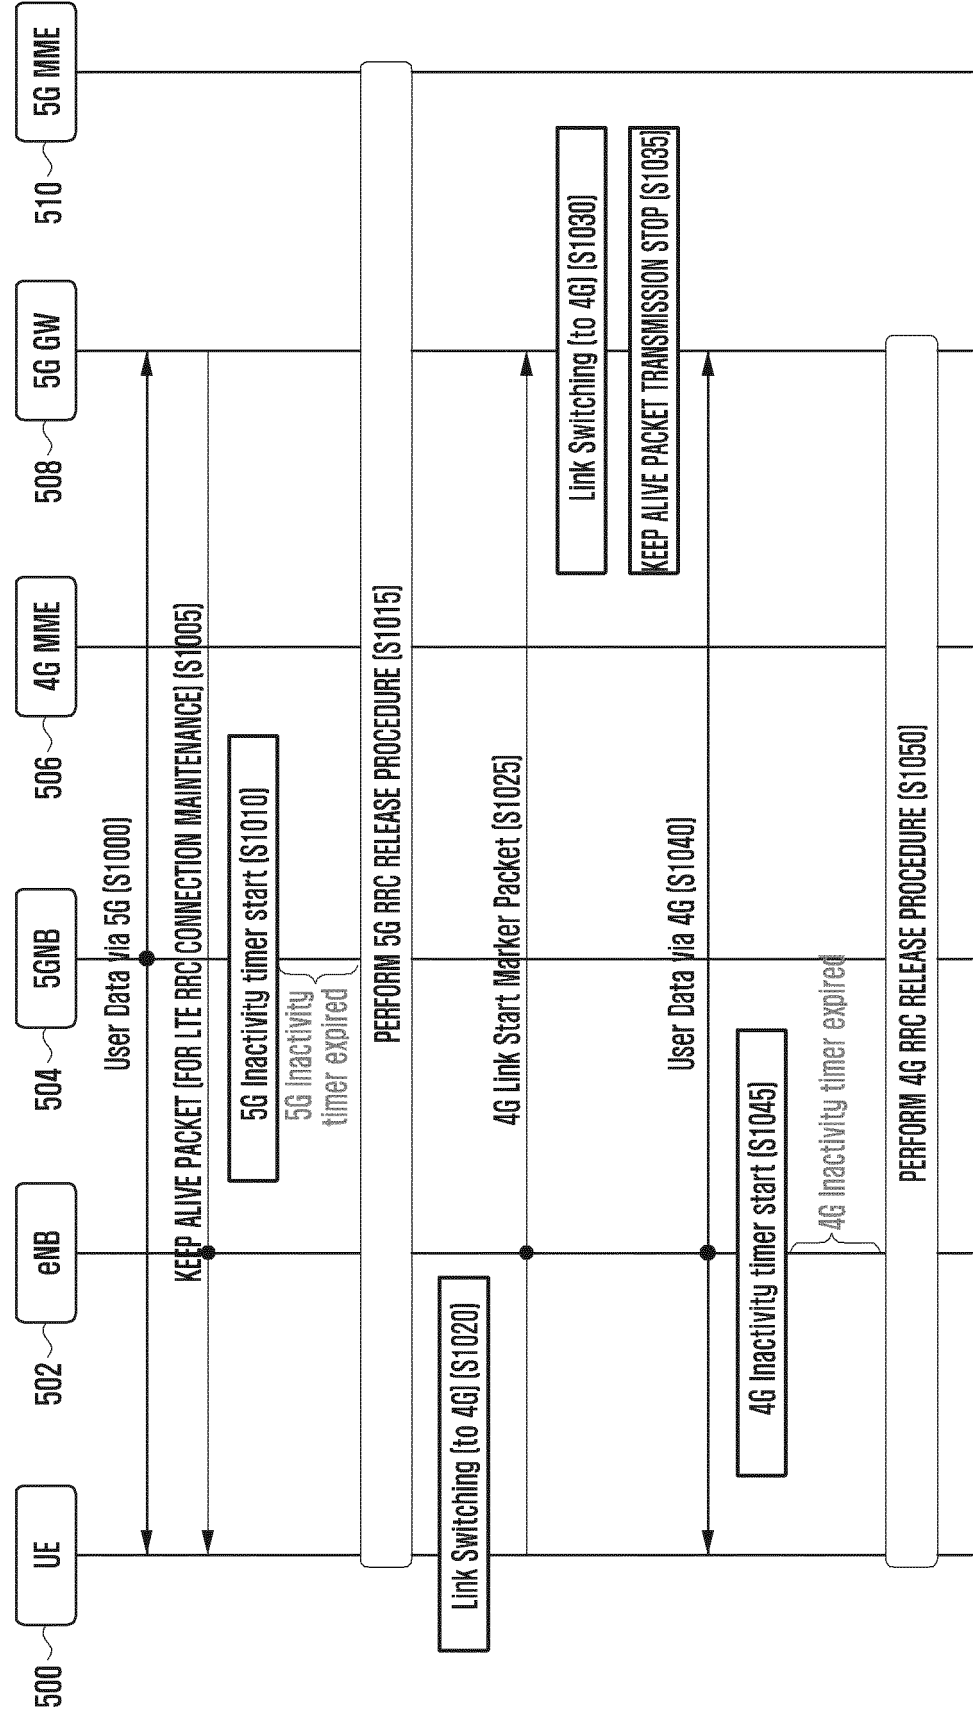 500
UE
502
eNB
504
5GNB
506
4G MME
508
5G GW
510
5G MME
User Data via 5G (S1000)
KEEP ALIVE PACKET (FOR LTE RRC CONNECTION MAINTENANCE) (S1005)
5G Inactivity timer start (S1010)
5G Inactivity
timer expired
PERFORM 5G RRC RELEASE PROCEDURE (S1015)
Link Switching (to 4G) (S1020)
4G Link Start Marker Packet (S1025)
Link Switching (to 4G) (S1030)
KEEP ALIVE PACKET TRANSMISSION STOP (S1035)
User Data via 4G (S1040)
4G Inactivity timer start (S1045)
4G Inactivity timer expired
PERFORM 4G RRC RELEASE PROCEDURE (S1050)